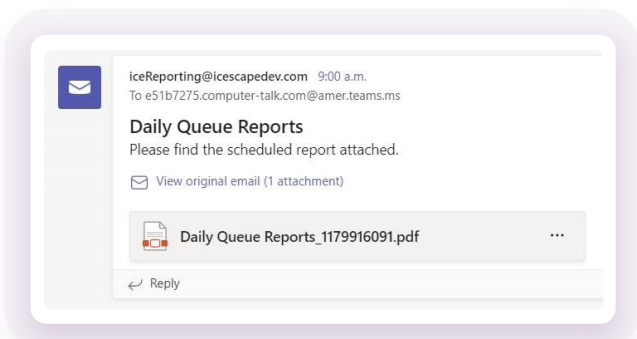 iceReporting@icescapedev.com 9:00 a.m.
To e51b7275.computer-talk.com@amer.teams.ms
Daily Queue Reports
Please find the scheduled report attached.
View original email (1 attachment)
Daily Queue Reports_1179916091.pdf ...
Reply